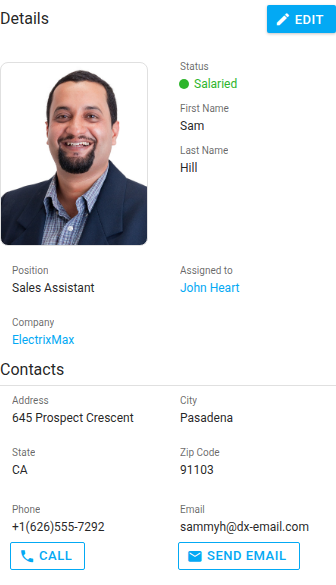 Details
EDIT
Status
Salaried
First Name
Sam
Last Name
Hill
Position
Sales Assistant
Assigned to
John Heart
Company
ElectrixMax
Contacts
Address
645 Prospect Crescent
City
Pasadena
State
CA
Zip Code
91103
Phone
+1(626)555-7292
CALL
Email
sammyh@dx-email.com
SEND EMAIL